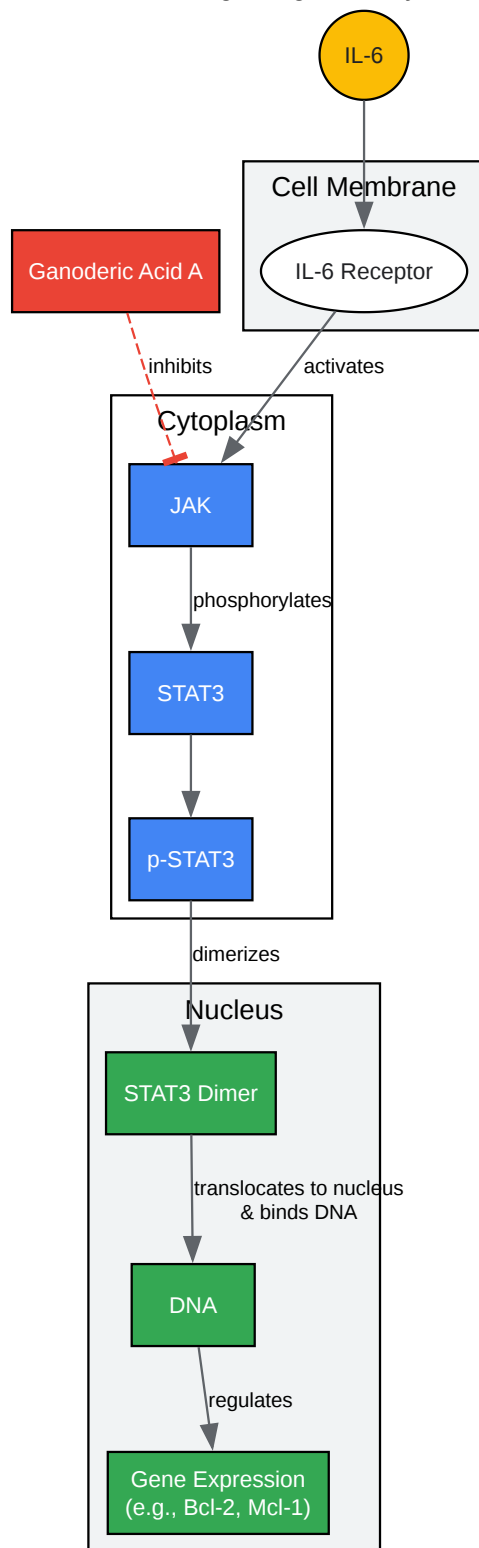 IL-6
Cell Membrane
Ganoderic Acid A
IL-6 Receptor
inhibits
activates
Cytoplasm
JAK
phosphorylates
STAT3
p-STAT3
dimerizes
Nucleus
STAT3 Dimer
translocates to nucleus
& binds DNA
DNA
regulates
Gene Expression
(e.g., Bcl-2, Mcl-1)